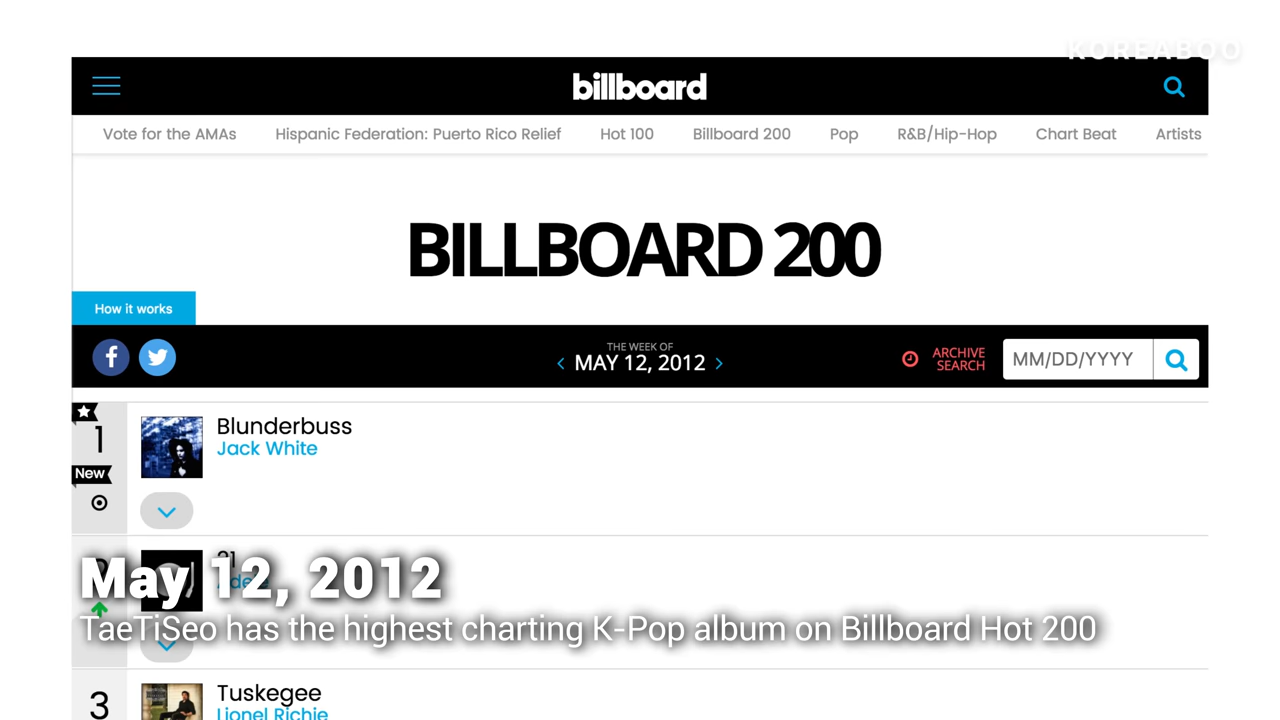 KOREABOO
billboard
Vote for the AMAs Hispanic Federation: Puerto Rico Relief Hot 100 Billboard 200 Pop R&B/Hip-Hop Chart Beat Artists
BILLBOARD 200
How it works
THE WEEK OF
MAY 12, 2012
ARCHIVE
SEARCH
MM/DD/YYYY
1
New
Blunderbuss
Jack White
2
21
Adele
May 12, 2012
TaeTiSeo has the highest charting K-Pop album on Billboard Hot 200
3
Tuskegee
Lionel Richie